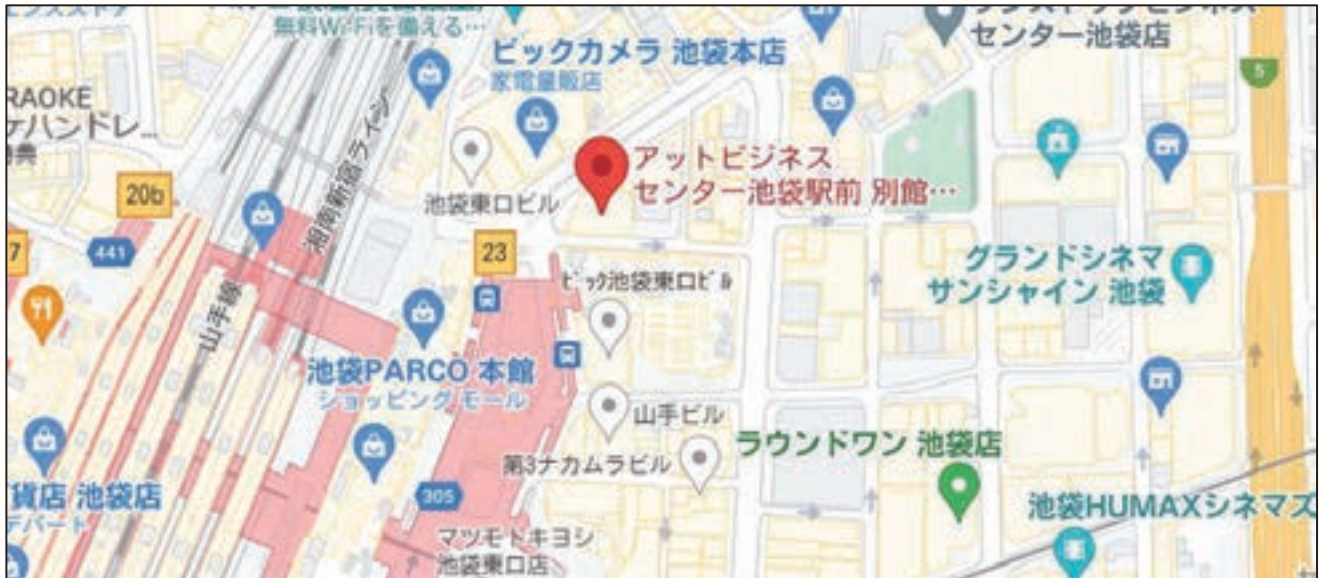 無料Wi-Fiを備える…
ビックカメラ 池袋本店
家電量販店
センター池袋店
5
RAOKE
ケハンドレ…
アットビジネス
センター池袋駅前 別館…
20b
池袋東口ビル
湘南新宿ライン
441
7
23
ビック池袋東口ビル
グランドシネマ
サンシャイン 池袋
山手線
池袋PARCO 本館
ショッピング モール
山手ビル
ラウンドワン 池袋店
第3ナカムラビル
貨店 池袋店
デパート
305
池袋HUMAXシネマズ
マツモトキヨシ
池袋東口店